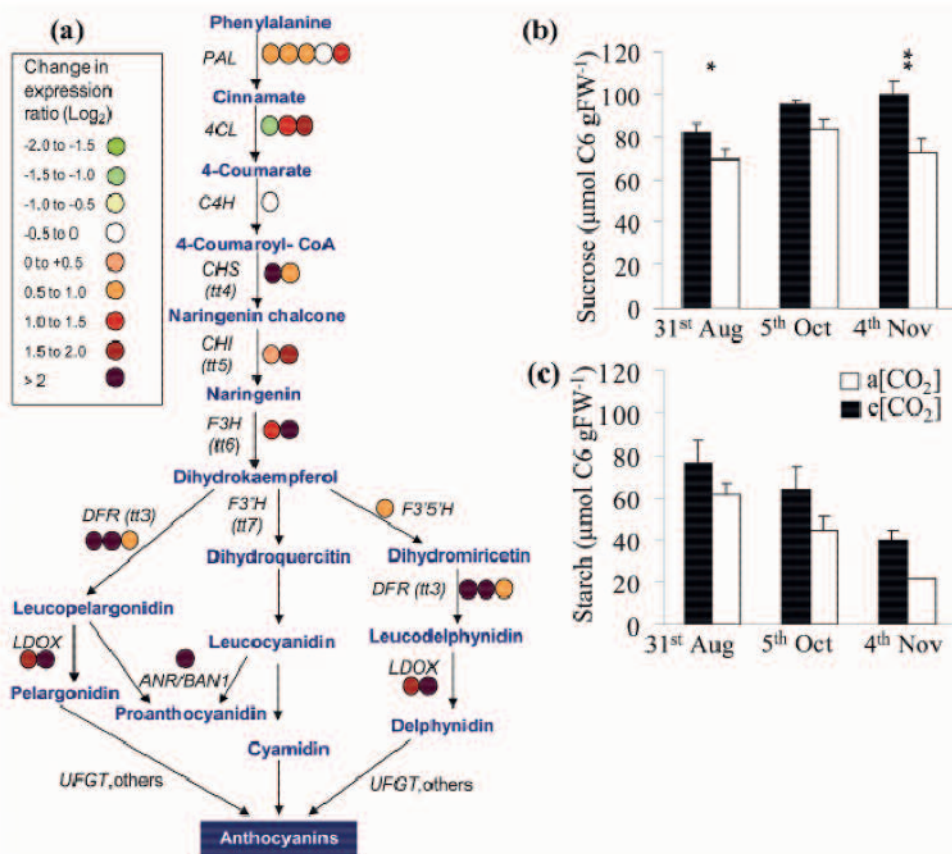 (a)
Change in
expression
ratio (Log2)
-2.0 to -1.5
-1.5 to -1.0
-1.0 to -0.5
-0.5 to 0
0 to +0.5
0.5 to 1.0
1.0 to 1.5
1.5 to 2.0
> 2
Phenylalanine
PAL
Cinnamate
4CL
4-Coumarate
C4H
4-Coumaroyl- CoA
CHS
(tt4)
Naringenin chalcone
CHI
(tt5)
Naringenin
F3H
(tt6)
Dihydrokaempferol
DFR (tt3)
F3'H
(tt7)
F3'5'H
Dihydroquercitin
Dihydromiricetin
DFR (tt3)
Leucopelargonidin
Leucocyanidin
Leucodelphynidin
LDOX
ANR/BAN1
LDOX
Pelargonidin
Proanthocyanidin
Delphynidin
Cyamidin
UFGT,others
UFGT,others
Anthocyanins
(b)
Sucrose (µmol C6 gFW-1)
120
100
80
60
40
20
0
*
**
31st Aug
5th Oct
4th Nov
(c)
Starch (µmol C6 gFW-1)
120
100
80
60
40
20
0
a[CO2]
e[CO2]
31st Aug
5th Oct
4th Nov